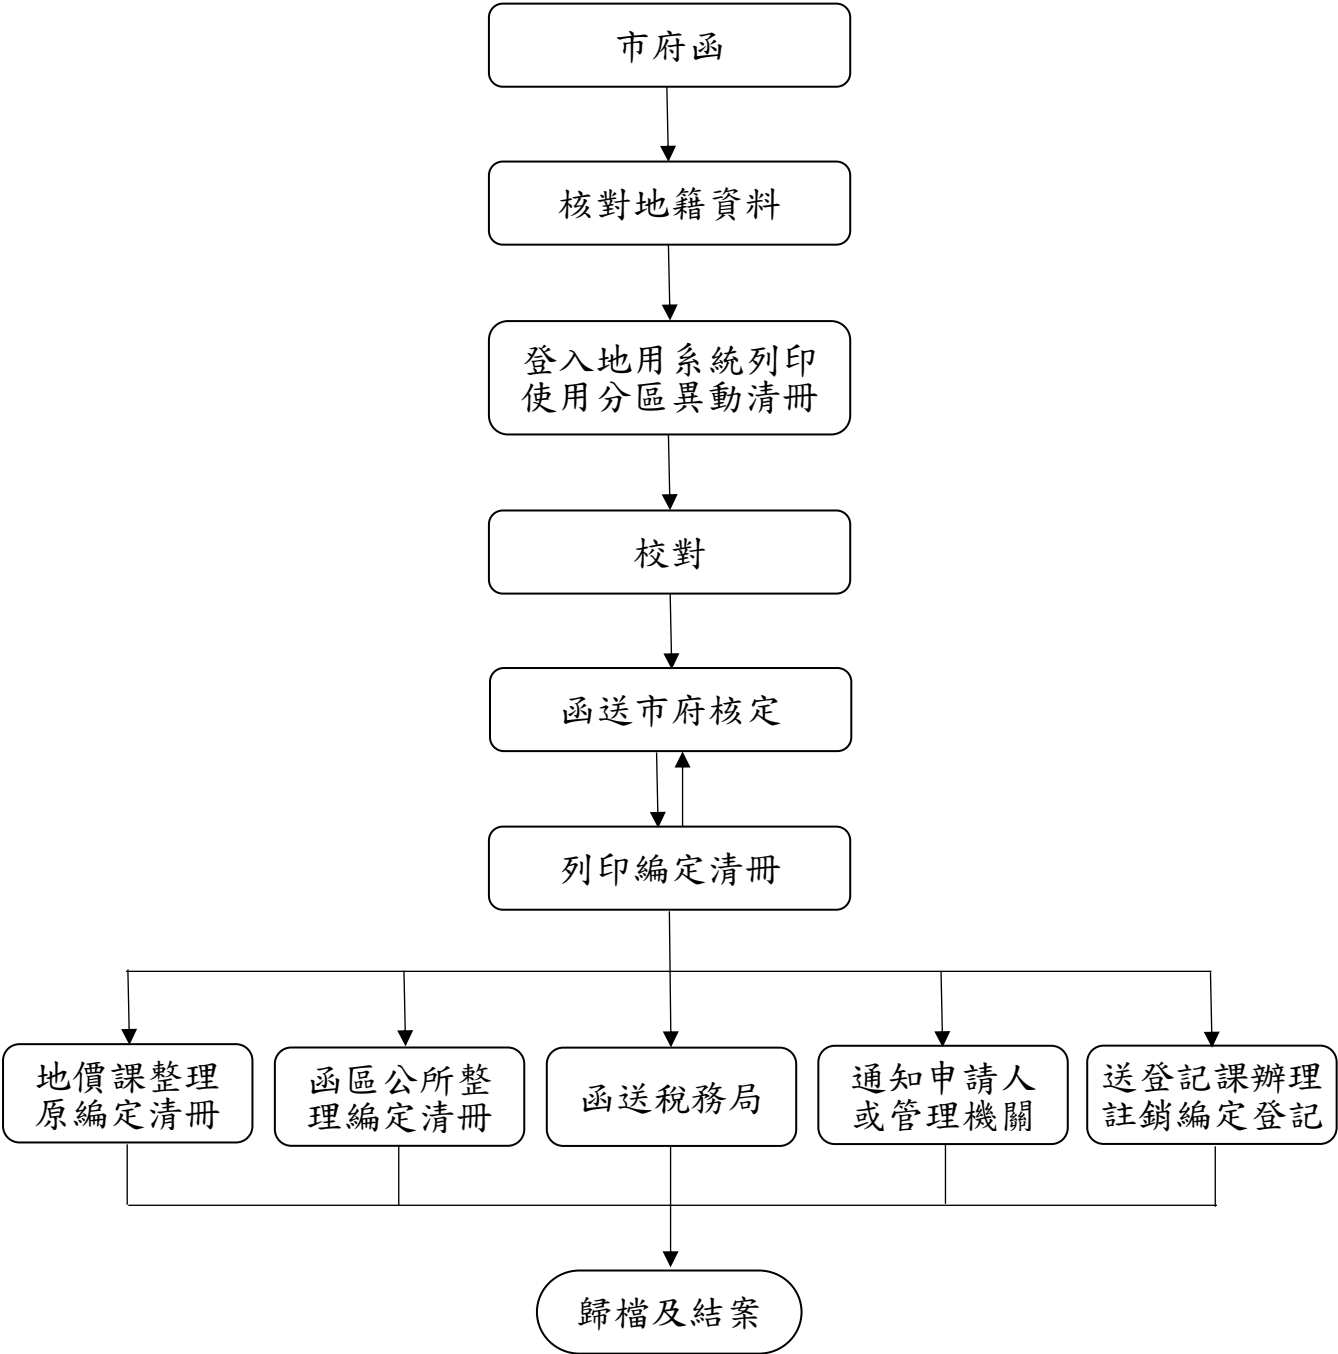 市府函
核對地籍資料
登入地用系統列印
使用分區異動清冊
校對
函送市府核定
列印編定清冊
地價課整理
原編定清冊
函區公所整
理編定清冊
函送稅務局
通知申請人
或管理機關
送登記課辦理
註銷編定登記
歸檔及結案